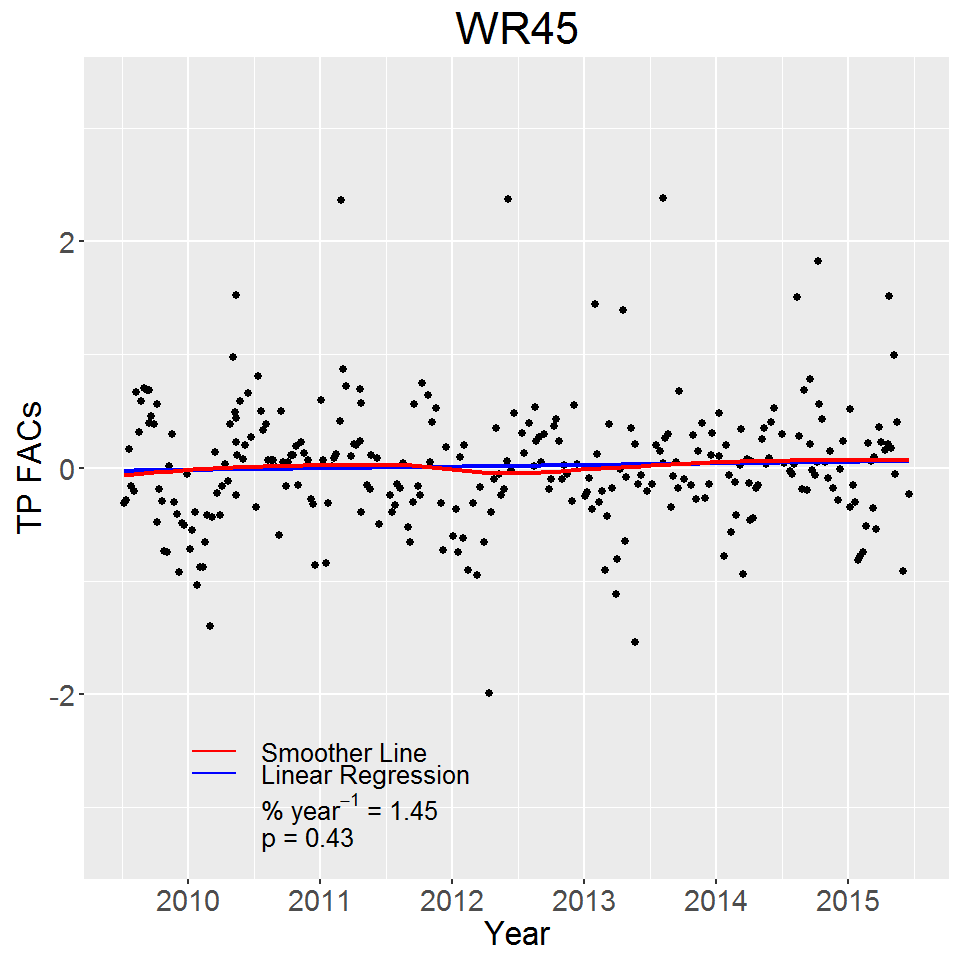 WR45
TP FACs
2
0
-2
Smoother Line
Linear Regression
% year⁻¹ = 1.45
p = 0.43
2010 2011 2012 2013 2014 2015
Year